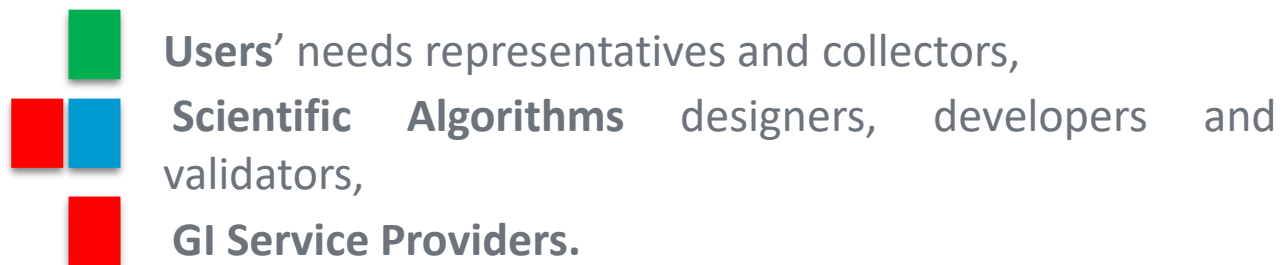 Users’ needs representatives and collectors,
Scientific Algorithms designers, developers and
validators,
GI Service Providers.